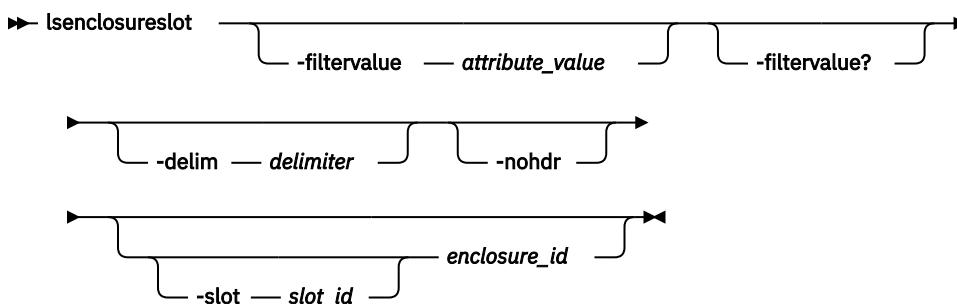 lsenclosureslot
-filtervalue attribute_value -filtervalue?
-delim delimiter -nohdr
enclosure_id
-slot slot_id